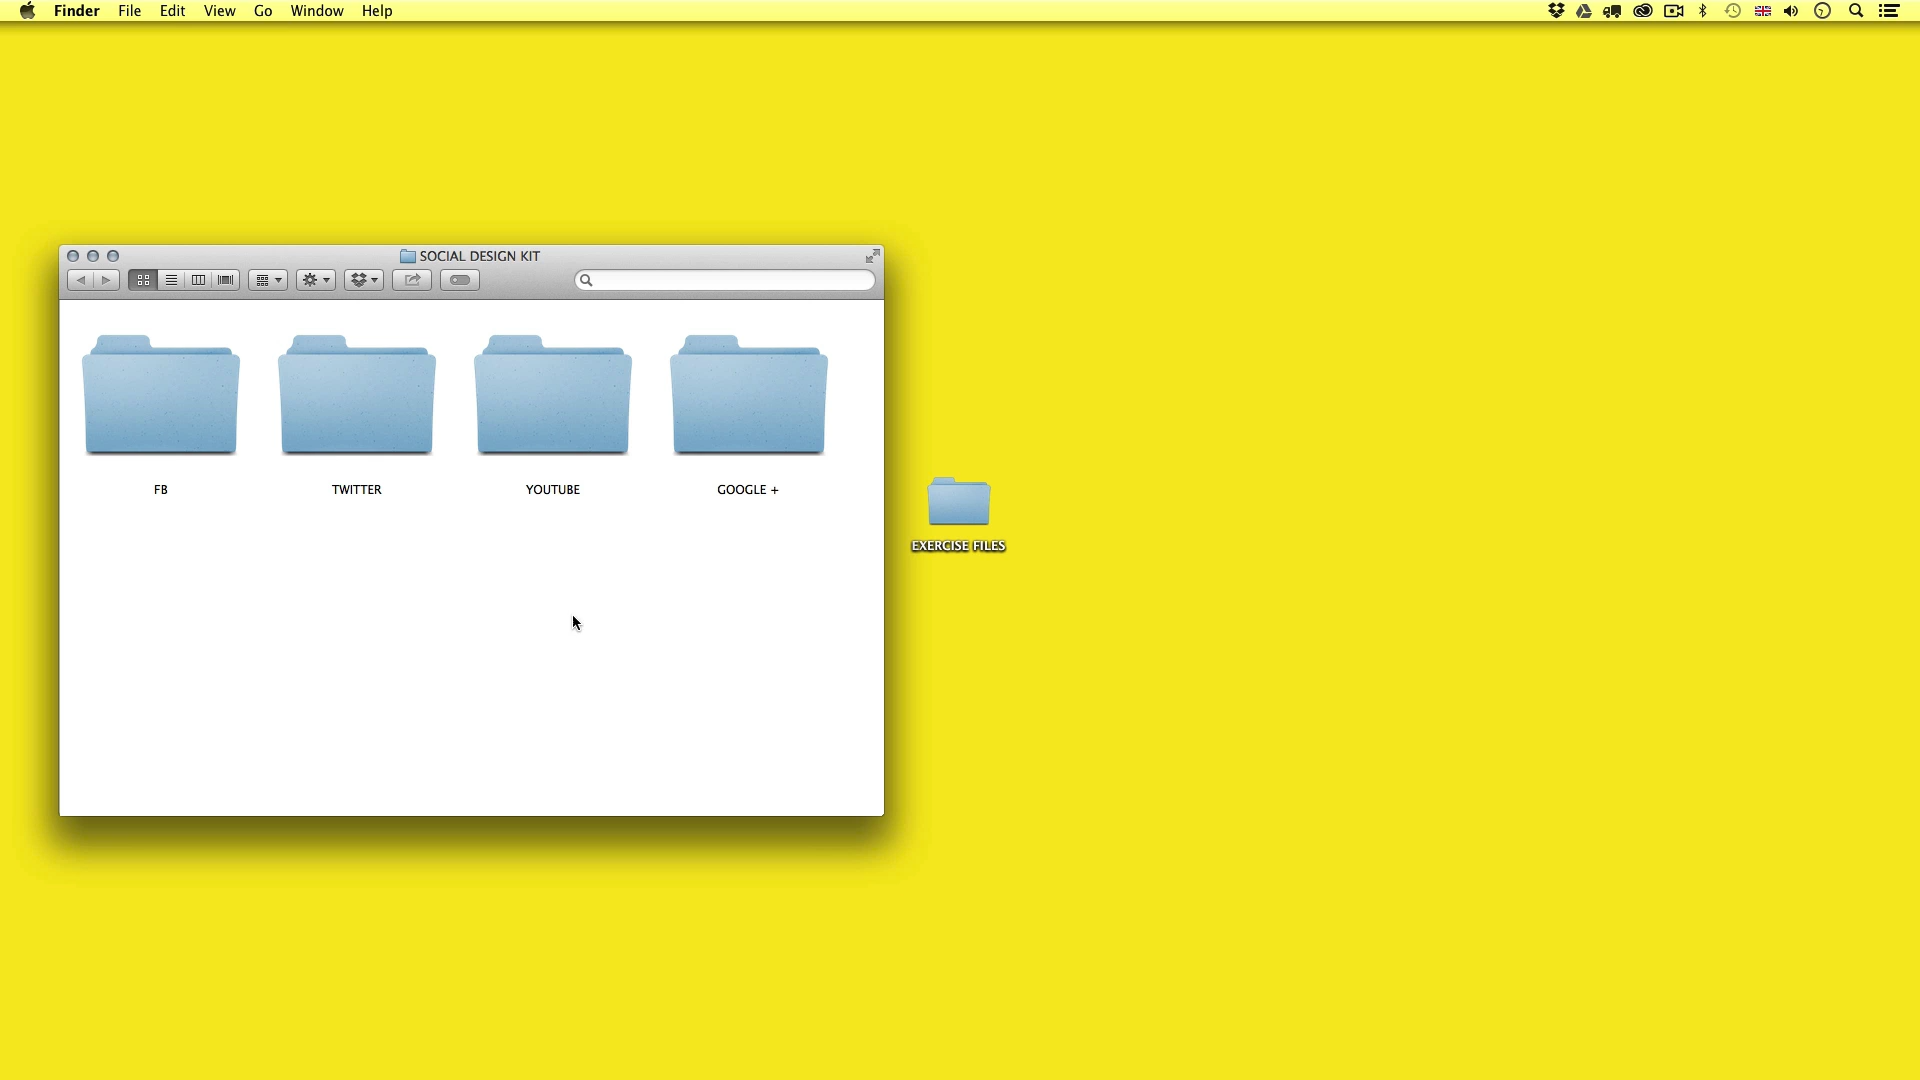 Finder File Edit View Go Window Help
SOCIAL DESIGN KIT
FB TWITTER YOUTUBE GOOGLE +
EXERCISE FILES